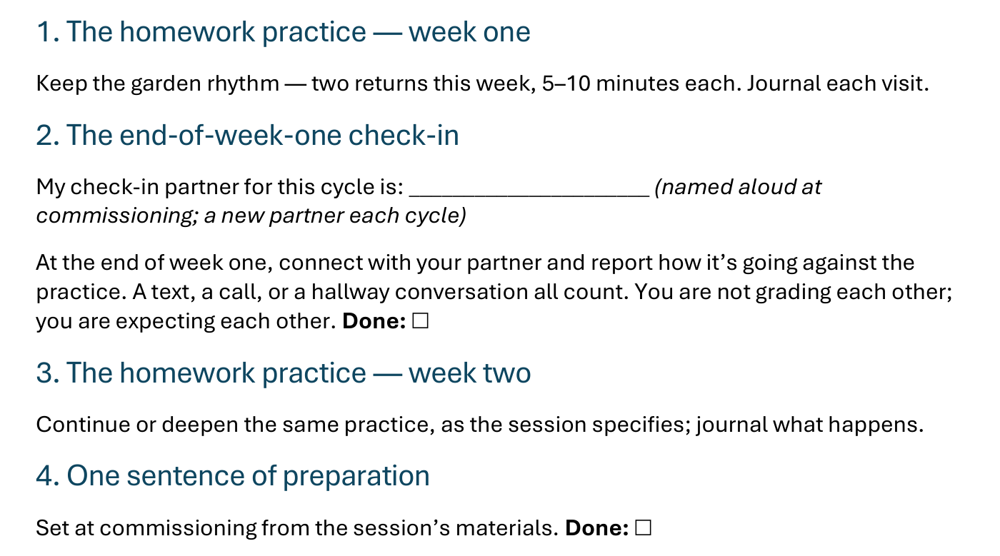 1. The homework practice — week one
Keep the garden rhythm — two returns this week, 5–10 minutes each. Journal each visit.
2. The end-of-week-one check-in
My check-in partner for this cycle is: ______________________ (named aloud at
commissioning; a new partner each cycle)
At the end of week one, connect with your partner and report how it’s going against the
practice. A text, a call, or a hallway conversation all count. You are not grading each other;
you are expecting each other. Done: ☐
3. The homework practice — week two
Continue or deepen the same practice, as the session specifies; journal what happens.
4. One sentence of preparation
Set at commissioning from the session’s materials. Done: ☐